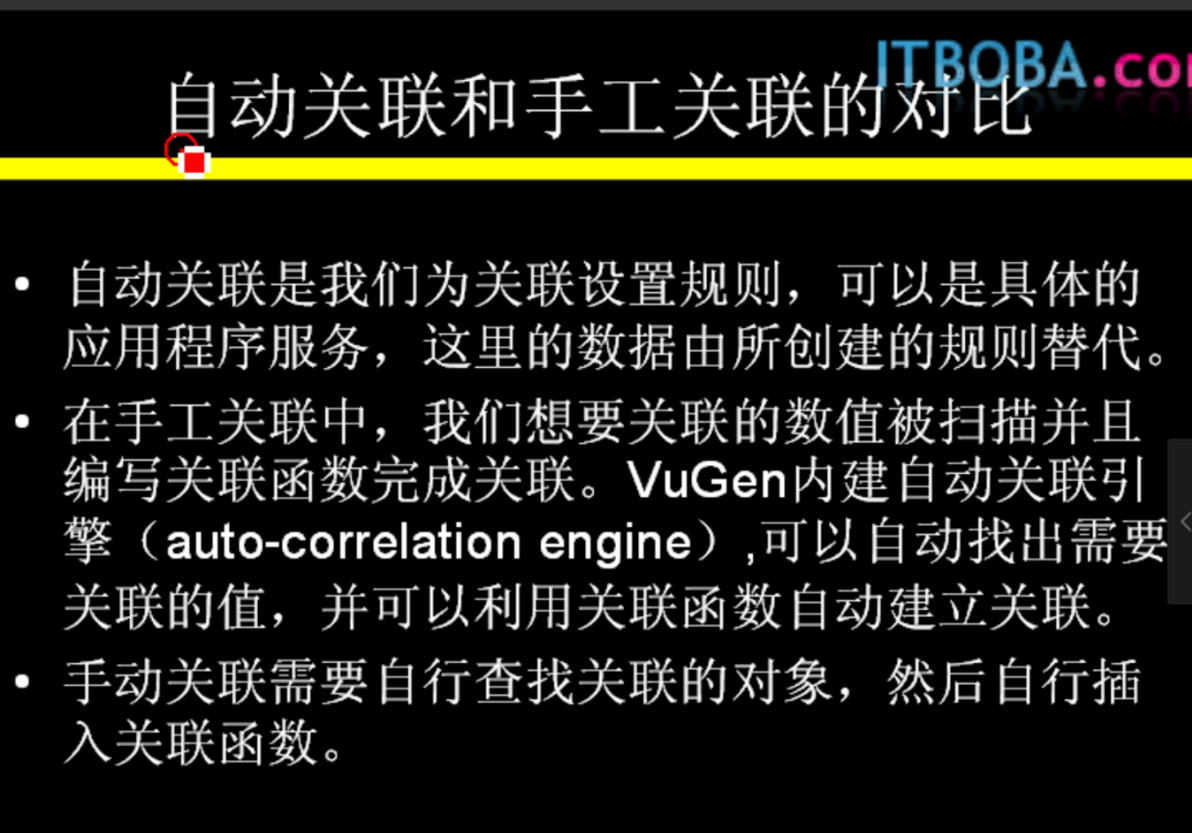 ITBOBA.co
自动关联和手工关联的对比
• 自动关联是我们为关联设置规则，可以是具体的
应用程序服务，这里的数据由所创建的规则替代。
• 在手工关联中，我们想要关联的数值被扫描并且
编写关联函数完成关联。VuGen内建自动关联引
擎（auto-correlation engine）,可以自动找出需要
关联的值，并可以利用关联函数自动建立关联。
• 手动关联需要自行查找关联的对象，然后自行插
入关联函数。